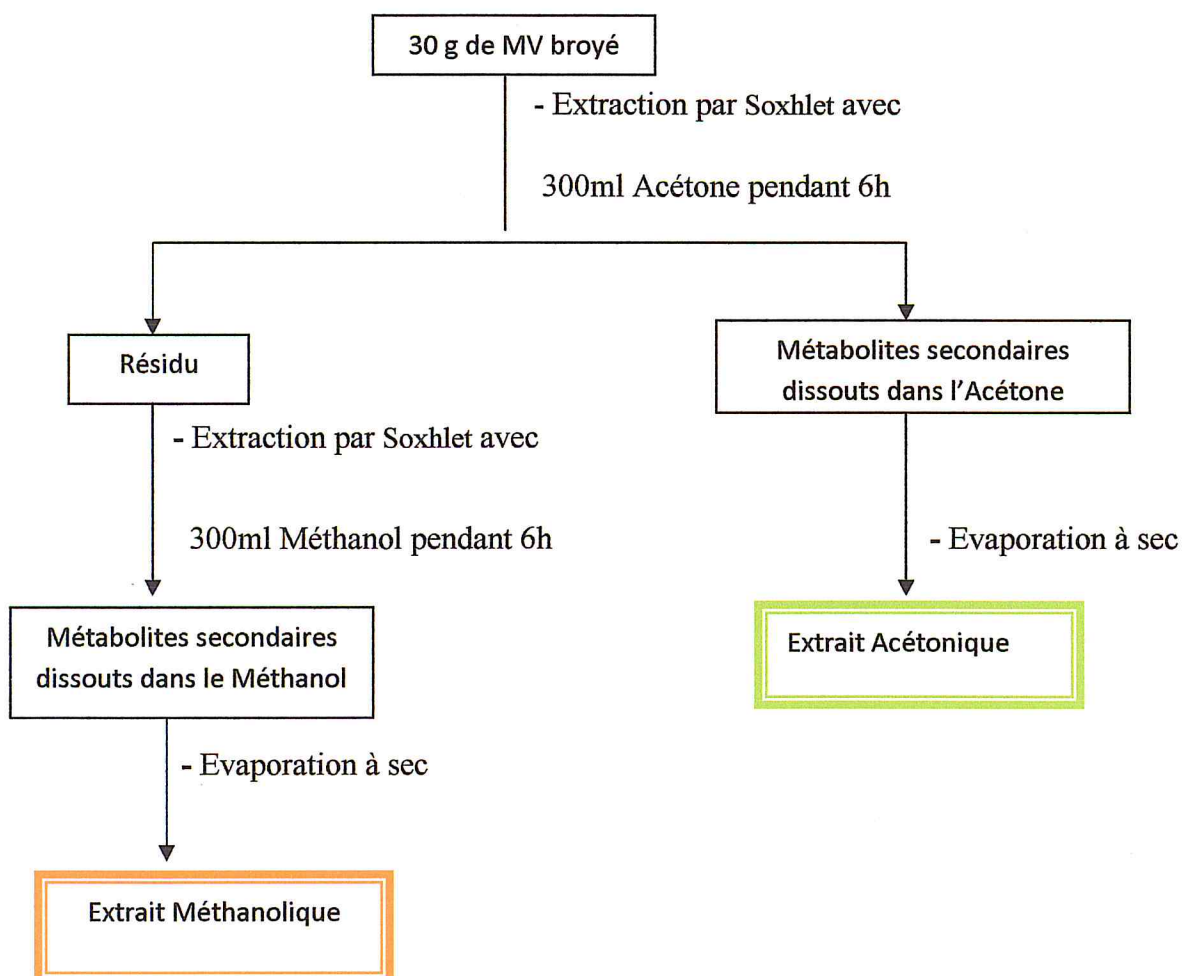 30 g de MV broyé
- Extraction par Soxhlet avec
300ml Acétone pendant 6h
Résidu
Métabolites secondaires
dissouts dans l'Acétone
- Extraction par Soxhlet avec
300ml Méthanol pendant 6h
- Evaporation à sec
Métabolites secondaires
dissouts dans le Méthanol
Extrait Acétonique
- Evaporation à sec
Extrait Méthanolique